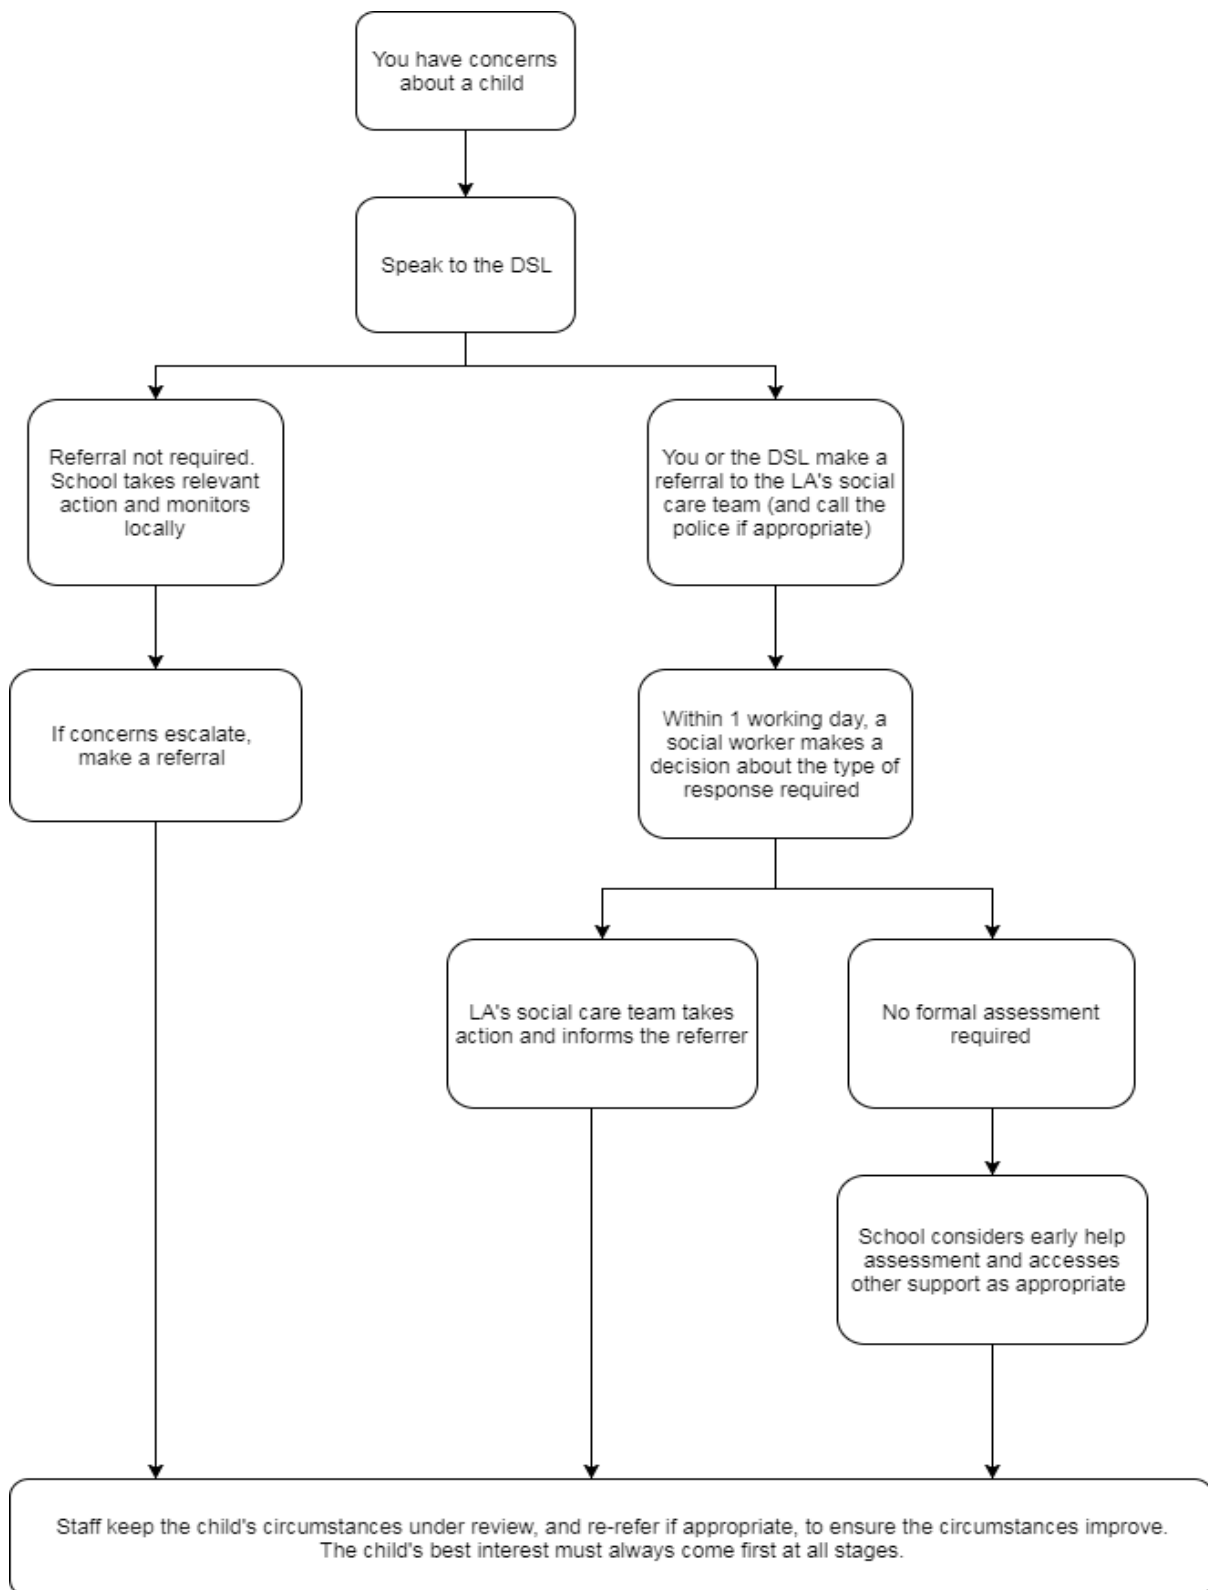 You have concerns
about a child
Speak to the DSL
Referral not required.
School takes relevant
action and monitors
locally
You or the DSL make a
referral to the LA's social
care team (and call the
police if appropriate)
If concerns escalate,
make a referral
Within 1 working day, a
social worker makes a
decision about the type of
response required
LA's social care team takes
action and informs the referrer
No formal assessment
required
School considers early help
assessment and accesses
other support as appropriate
Staff keep the child's circumstances under review, and re-refer if appropriate, to ensure the circumstances improve.
The child's best interest must always come first at all stages.